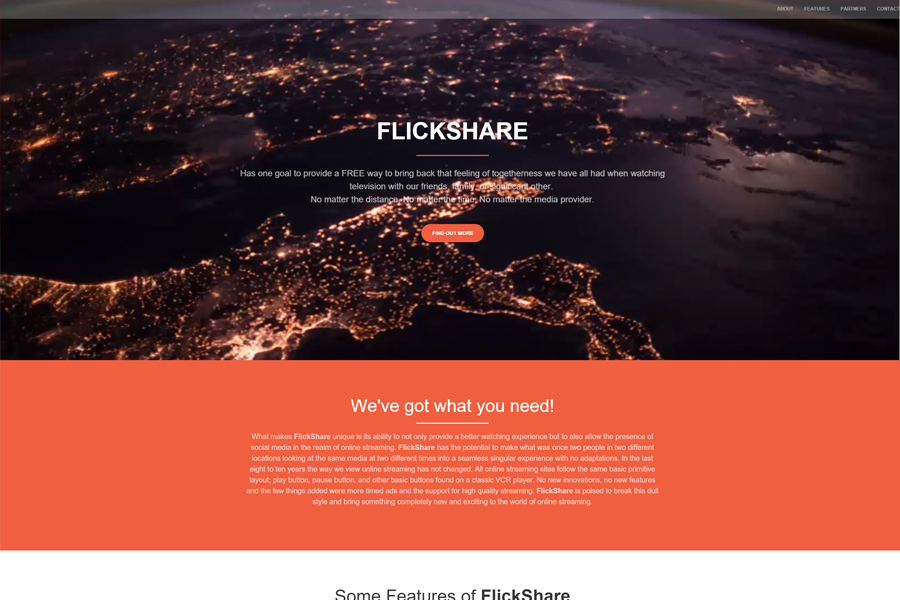 ABOUT FEATURES PARTNERS CONTACT
FLICKSHARE
Has one goal to provide a FREE way to bring back that feeling of togetherness we have all had when watching
television with our friends, family, or significant other.
No matter the distance, No matter the time, No matter the media provider.
FIND OUT MORE
We've got what you need!
What makes FlickShare unique is its ability to not only provide a better watching experience but to also allow the presence of
social media in the realm of online streaming. FlickShare has the potential to make what was once two people in two different
locations looking at the same media at two different times into a seamless singular experience with no adaptations. In the last
eight to ten years the way we view online streaming has not changed. All online streaming sites follow the same basic primitive
layout; play button, pause button, and other basic buttons found on a classic VCR player. No new innovations, no new features
and the few things added were more timed ads and the support for high quality streaming. FlickShare is poised to break this dull
style and bring something completely new and exciting to the world of online streaming.
Some Features of FlickShare